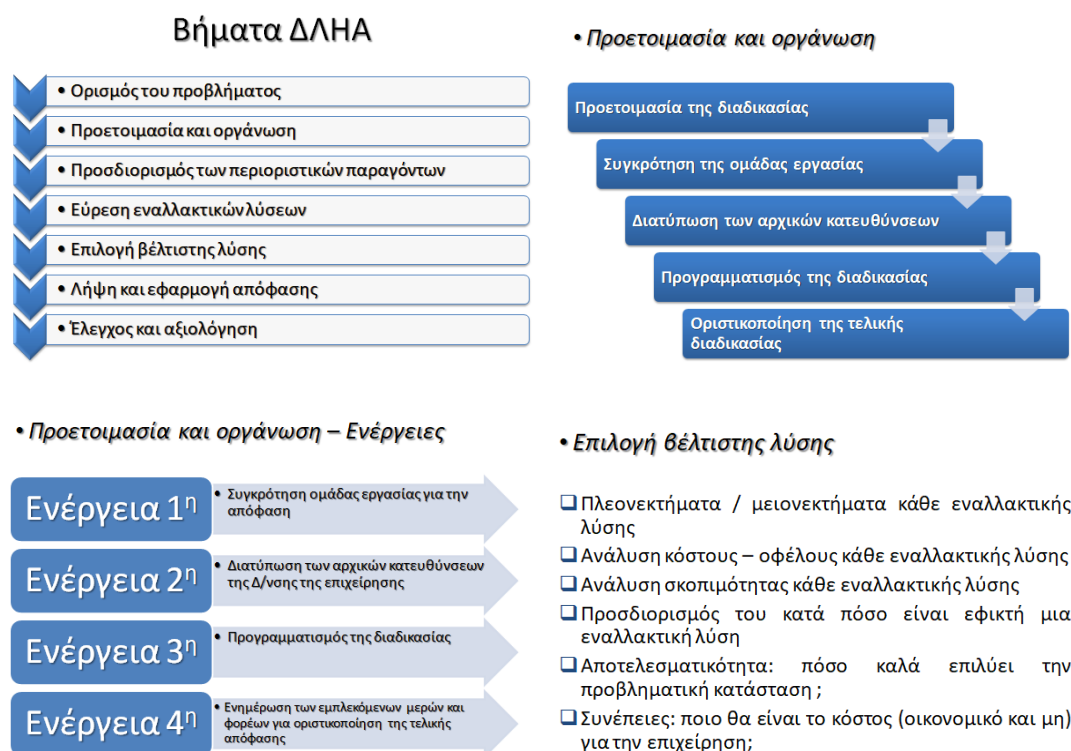 Βήματα ΔΛΗΑ
• Ορισμός του προβλήματος
• Προετοιμασία και οργάνωση
• Προσδιορισμός των περιοριστικών παραγόντων
• Εύρεση εναλλακτικών λύσεων
• Επιλογή βέλτιστης λύσης
• Λήψη και εφαρμογή απόφασης
• Έλεγχος και αξιολόγηση
• Προετοιμασία και οργάνωση
Προετοιμασία της διαδικασίας
Συγκρότηση της ομάδας εργασίας
Διατύπωση των αρχικών κατευθύνσεων
Προγραμματισμός της διαδικασίας
Οριστικοποίηση της τελικής
διαδικασίας
• Προετοιμασία και οργάνωση – Ενέργειες
Ενέργεια 1η
• Συγκρότηση ομάδας εργασίας για την
απόφαση
Ενέργεια 2η
• Διατύπωση των αρχικών κατευθύνσεων
της Δ/νσης της επιχείρησης
Ενέργεια 3η
• Προγραμματισμός της διαδικασίας
Ενέργεια 4η
• Ενημέρωση των εμπλεκόμενων μερών και
φορέων για οριστικοποίηση της τελικής
απόφασης
• Επιλογή βέλτιστης λύσης
❑ Πλεονεκτήματα / μειονεκτήματα κάθε εναλλακτικής
λύσης
❑ Ανάλυση κόστους – οφέλους κάθε εναλλακτικής λύσης
❑ Ανάλυση σκοπιμότητας κάθε εναλλακτικής λύσης
❑ Προσδιορισμός του κατά πόσο είναι εφικτή μια
εναλλακτική λύση
❑ Αποτελεσματικότητα: πόσο καλά επιλύει την
προβληματική κατάσταση ;
❑ Συνέπειες: ποιο θα είναι το κόστος (οικονομικό και μη)
για την επιχείρηση;